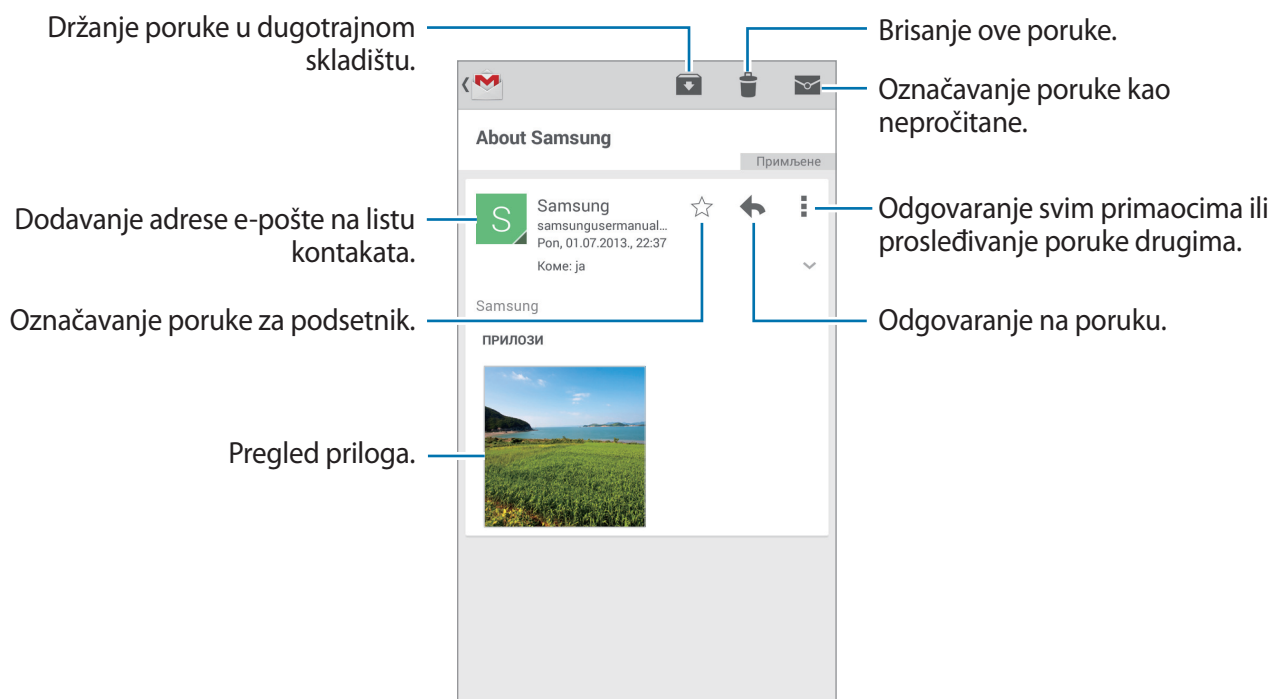 Držanje poruke u dugotrajnom
skladištu.
Brisanje ove poruke.
Označavanje poruke kao
nepročitane.
About Samsung
Примљене
Dodavanje adrese e-pošte na listu
kontakata.
S
Samsung
samsungusermanual...
Pon, 01.07.2013., 22:37
Коме: ja
Odgovaranje svim primaocima ili
prosleđivanje poruke drugima.
Samsung
Označavanje poruke za podsetnik.
Odgovaranje na poruku.
ПРИЛОЗИ
Pregled priloga.